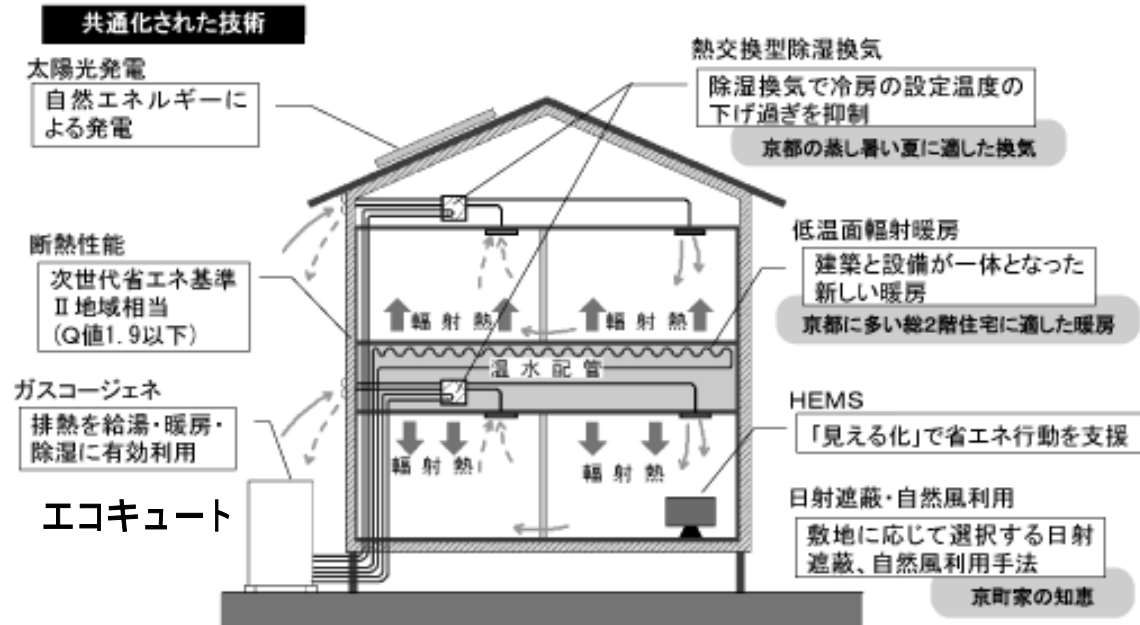 共通化された技術
太陽光発電
自然エネルギーに
よる発電
熱交換型除湿換気
除湿換気で冷房の設定温度の
下げ過ぎを抑制
京都の蒸し暑い夏に適した換気
断熱性能
次世代省エネ基準
Ⅱ地域相当
(Q値1.9以下)
低温面輻射暖房
建築と設備が一体となった
新しい暖房
京都に多い総2階住宅に適した暖房
輻射熱
輻射熱
温水配管
ガスコージェネ
排熱を給湯・暖房・
除湿に有効利用
エコキュート
輻射熱
輻射熱
HEMS
「見える化」で省エネ行動を支援
日射遮蔽・自然風利用
敷地に応じて選択する日射
遮蔽、自然風利用手法
京町家の知恵